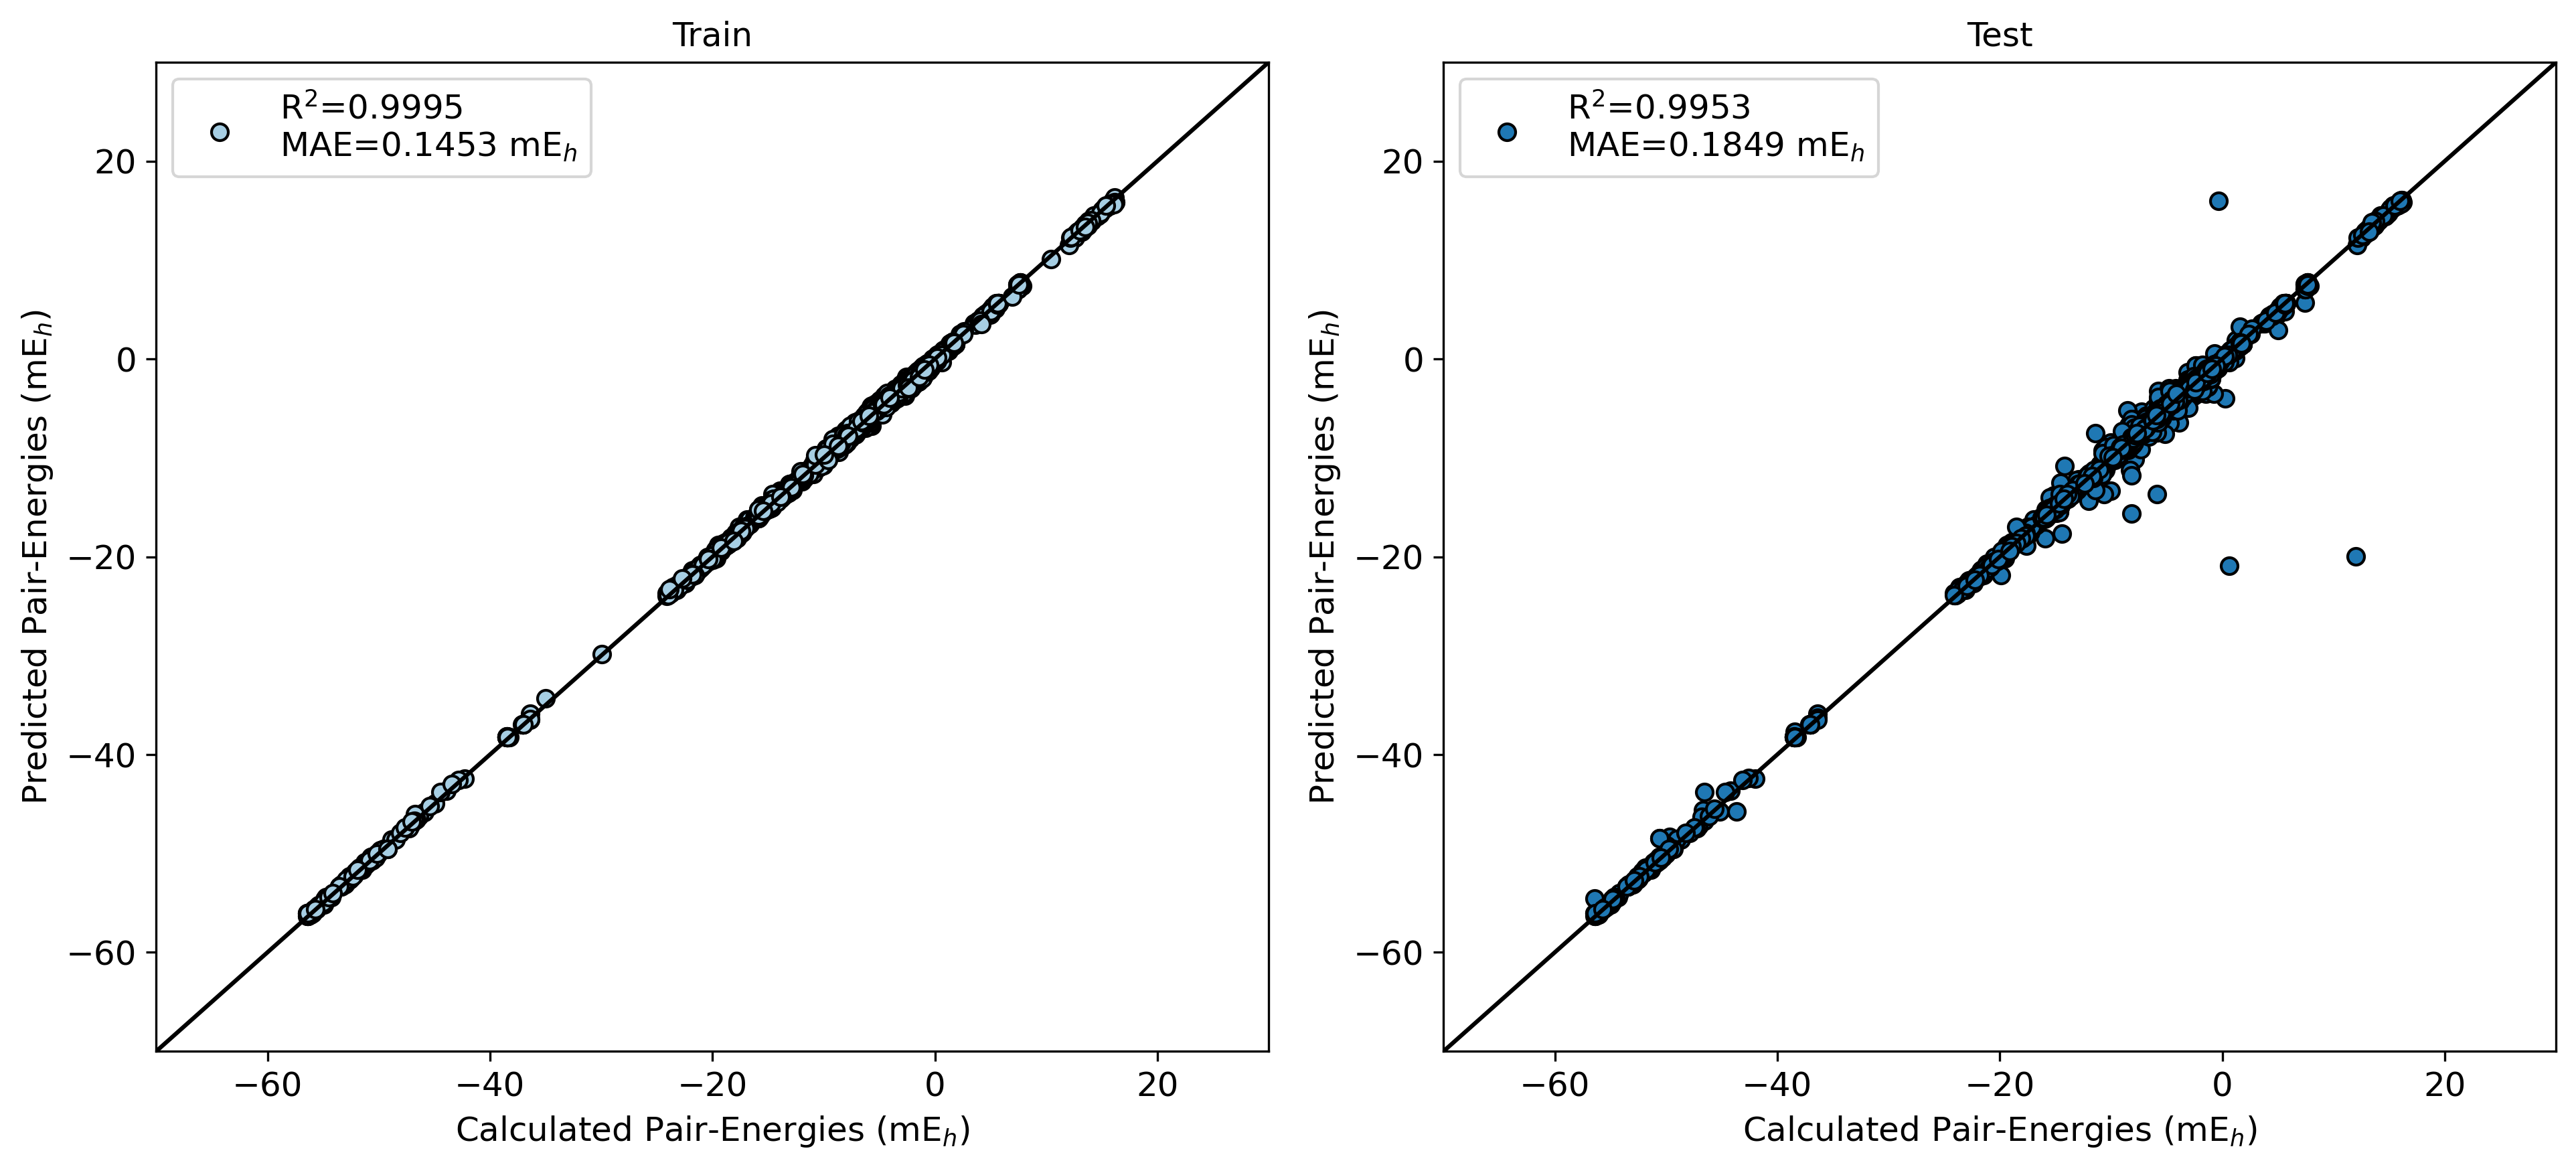 Train
R²=0.9995
MAE=0.1453 mEₕ
20
0
−20
−40
−60
−60 −40 −20 0 20
Predicted Pair-Energies (mEₕ)
Calculated Pair-Energies (mEₕ)
Test
R²=0.9953
MAE=0.1849 mEₕ
20
0
−20
−40
−60
−60 −40 −20 0 20
Predicted Pair-Energies (mEₕ)
Calculated Pair-Energies (mEₕ)